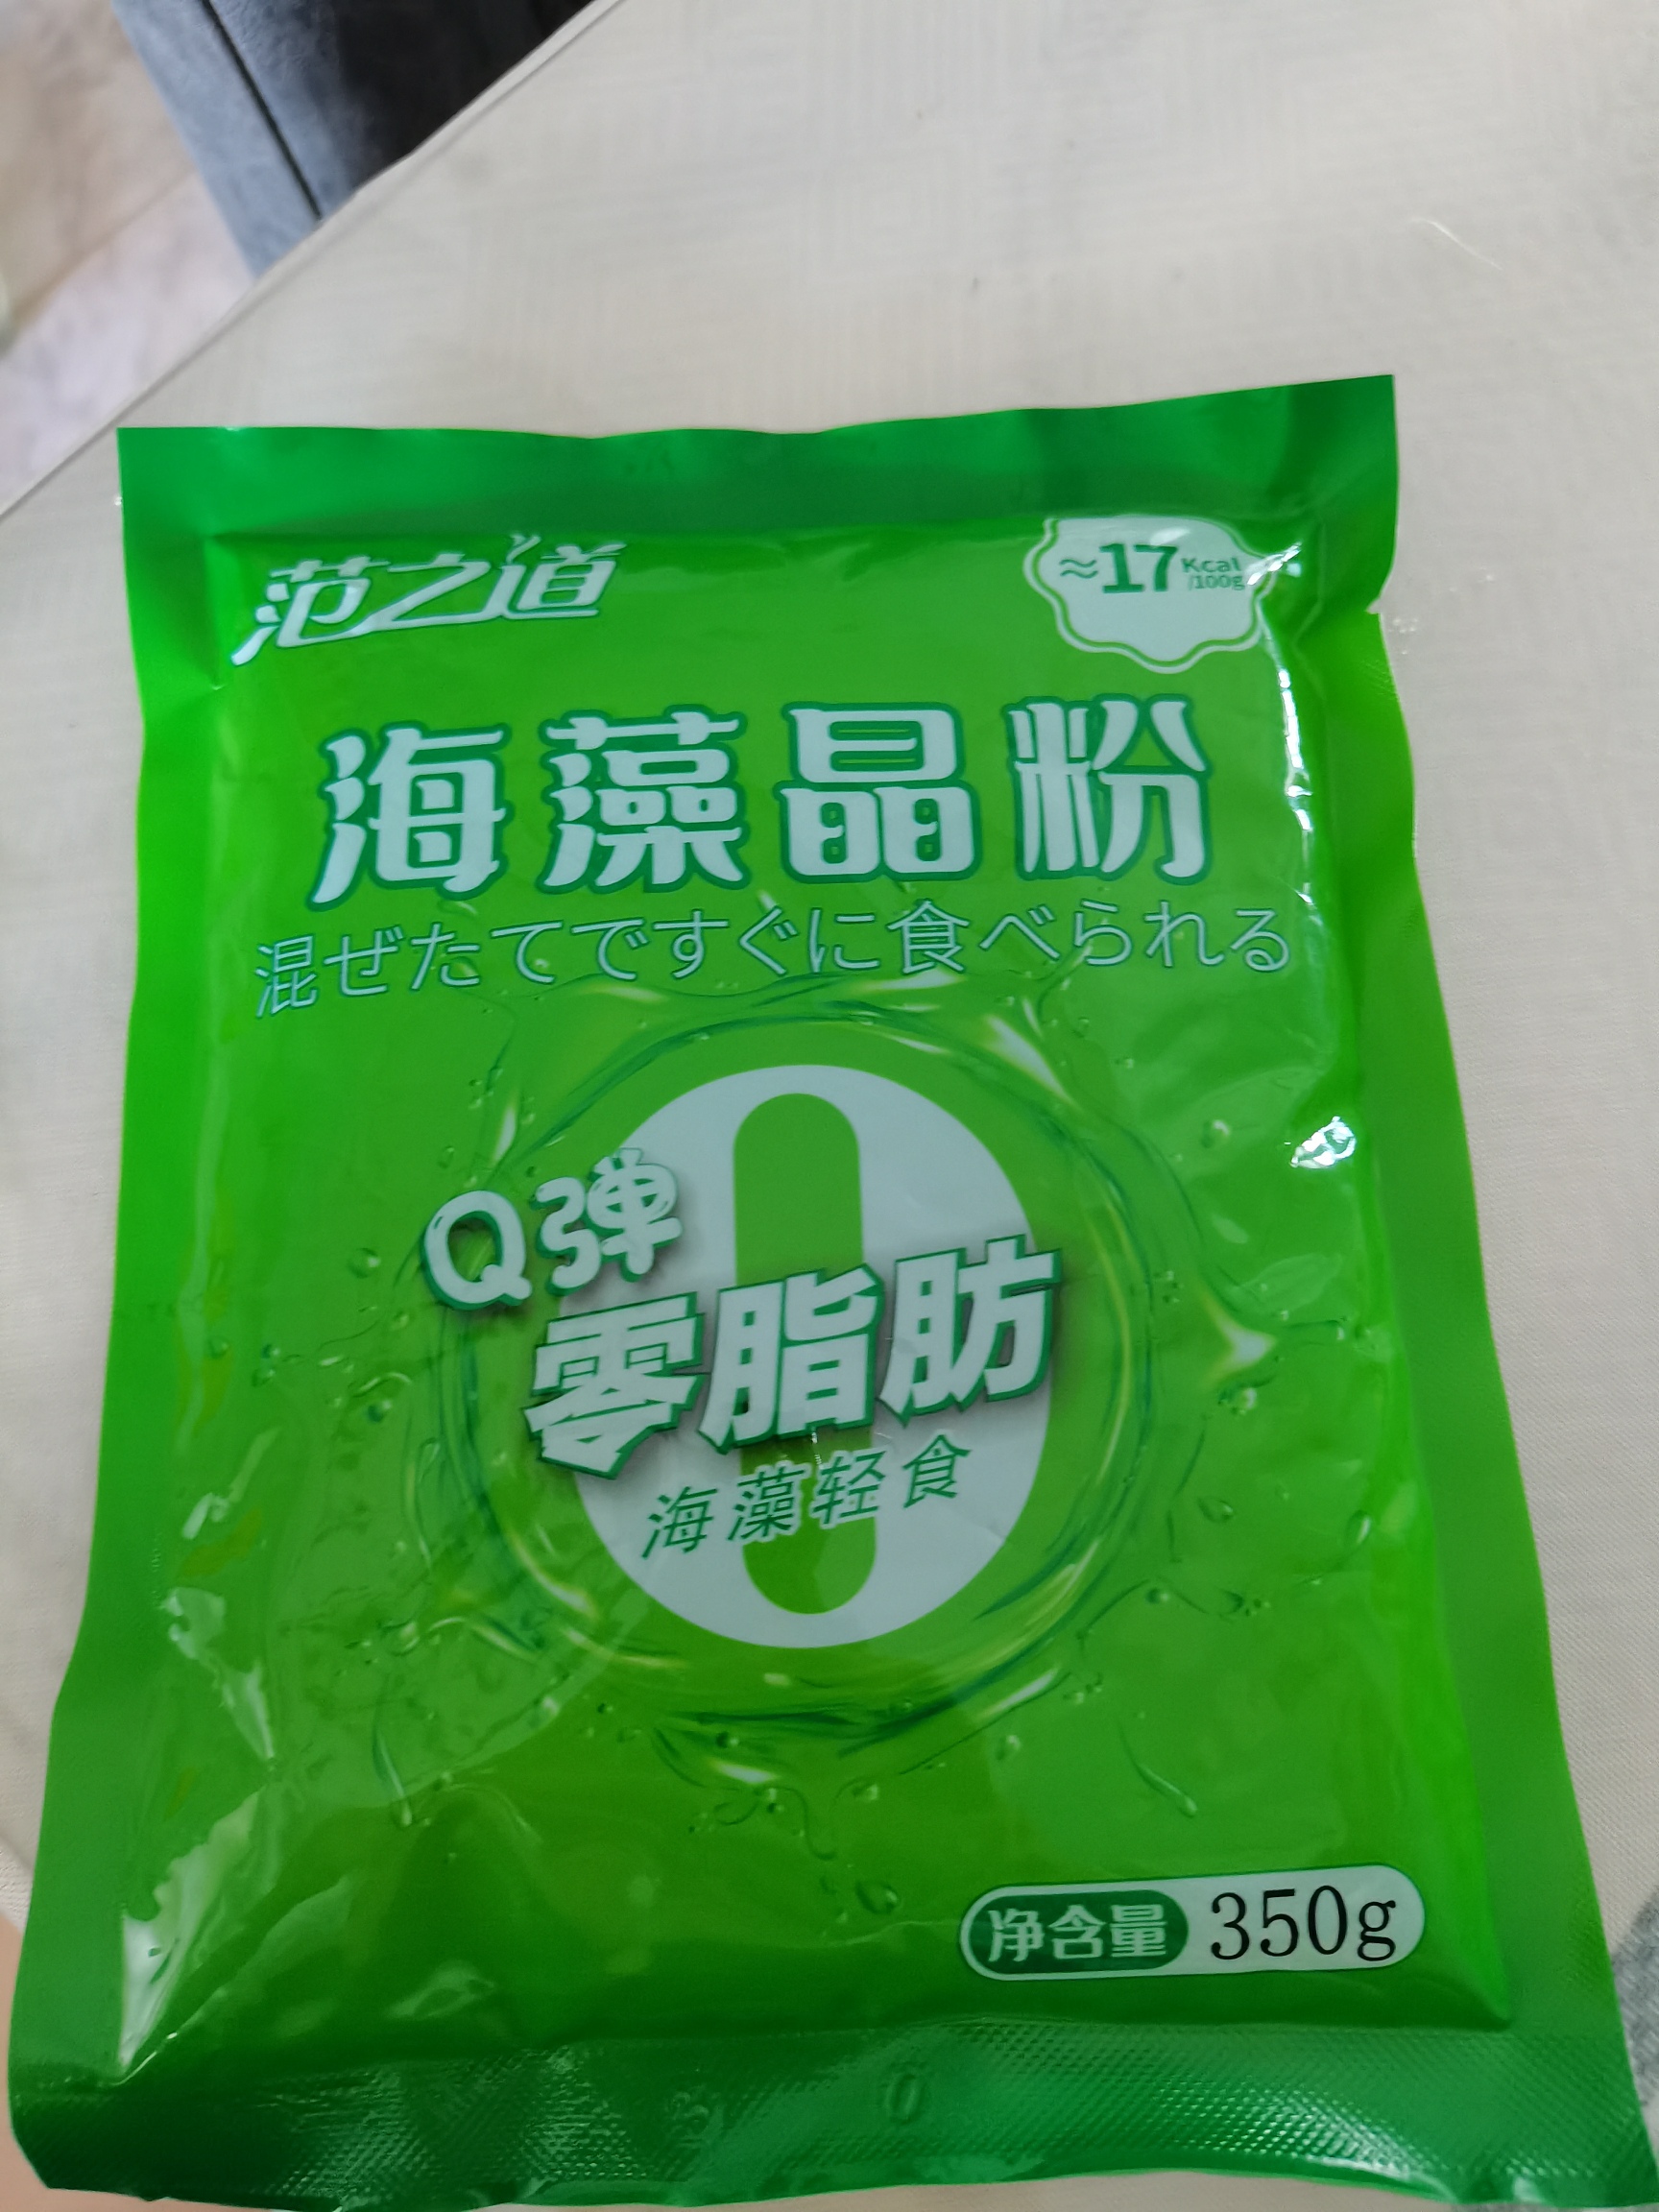 范之道
≈17Kcal/100g
海藻晶粉
混ぜたてですぐに食べられる
Q弹
零脂肪
海藻轻食
净含量 350g